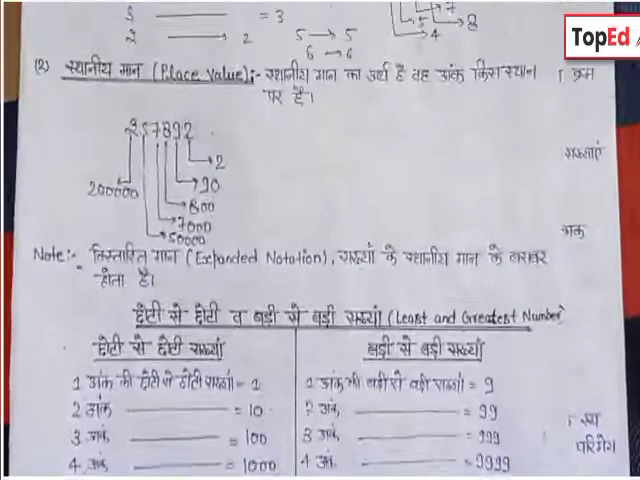 = 3
2 → 2
5 → 5
6 → 6
7
5 8
4
TopEd
(2) स्थानीय मान (Place Value):- स्थानीय मान का अर्थ है वह अंक किस स्थान
पर है।
257892
2
200000
90
800
7000
50000
संख्याएं
अंक
Note:- विस्तारित मान (Expanded Notation), संख्यां के स्थानीय मान के बराबर
होता है।
छोटी से छोटी व बड़ी से बड़ी संख्यां (Least and Greatest Number
छोटी से छोटी संख्यां
बड़ी से बड़ी संख्यां
1 अंक की छोटी से छोटी संख्यां = 1
1 अंक की बड़ी से बड़ी संख्यां = 9
2 अंक = 10
2 अंक = 99
3 अंक = 100
3 अंक = 999
4 अंक = 1000
4 अंक = 9999